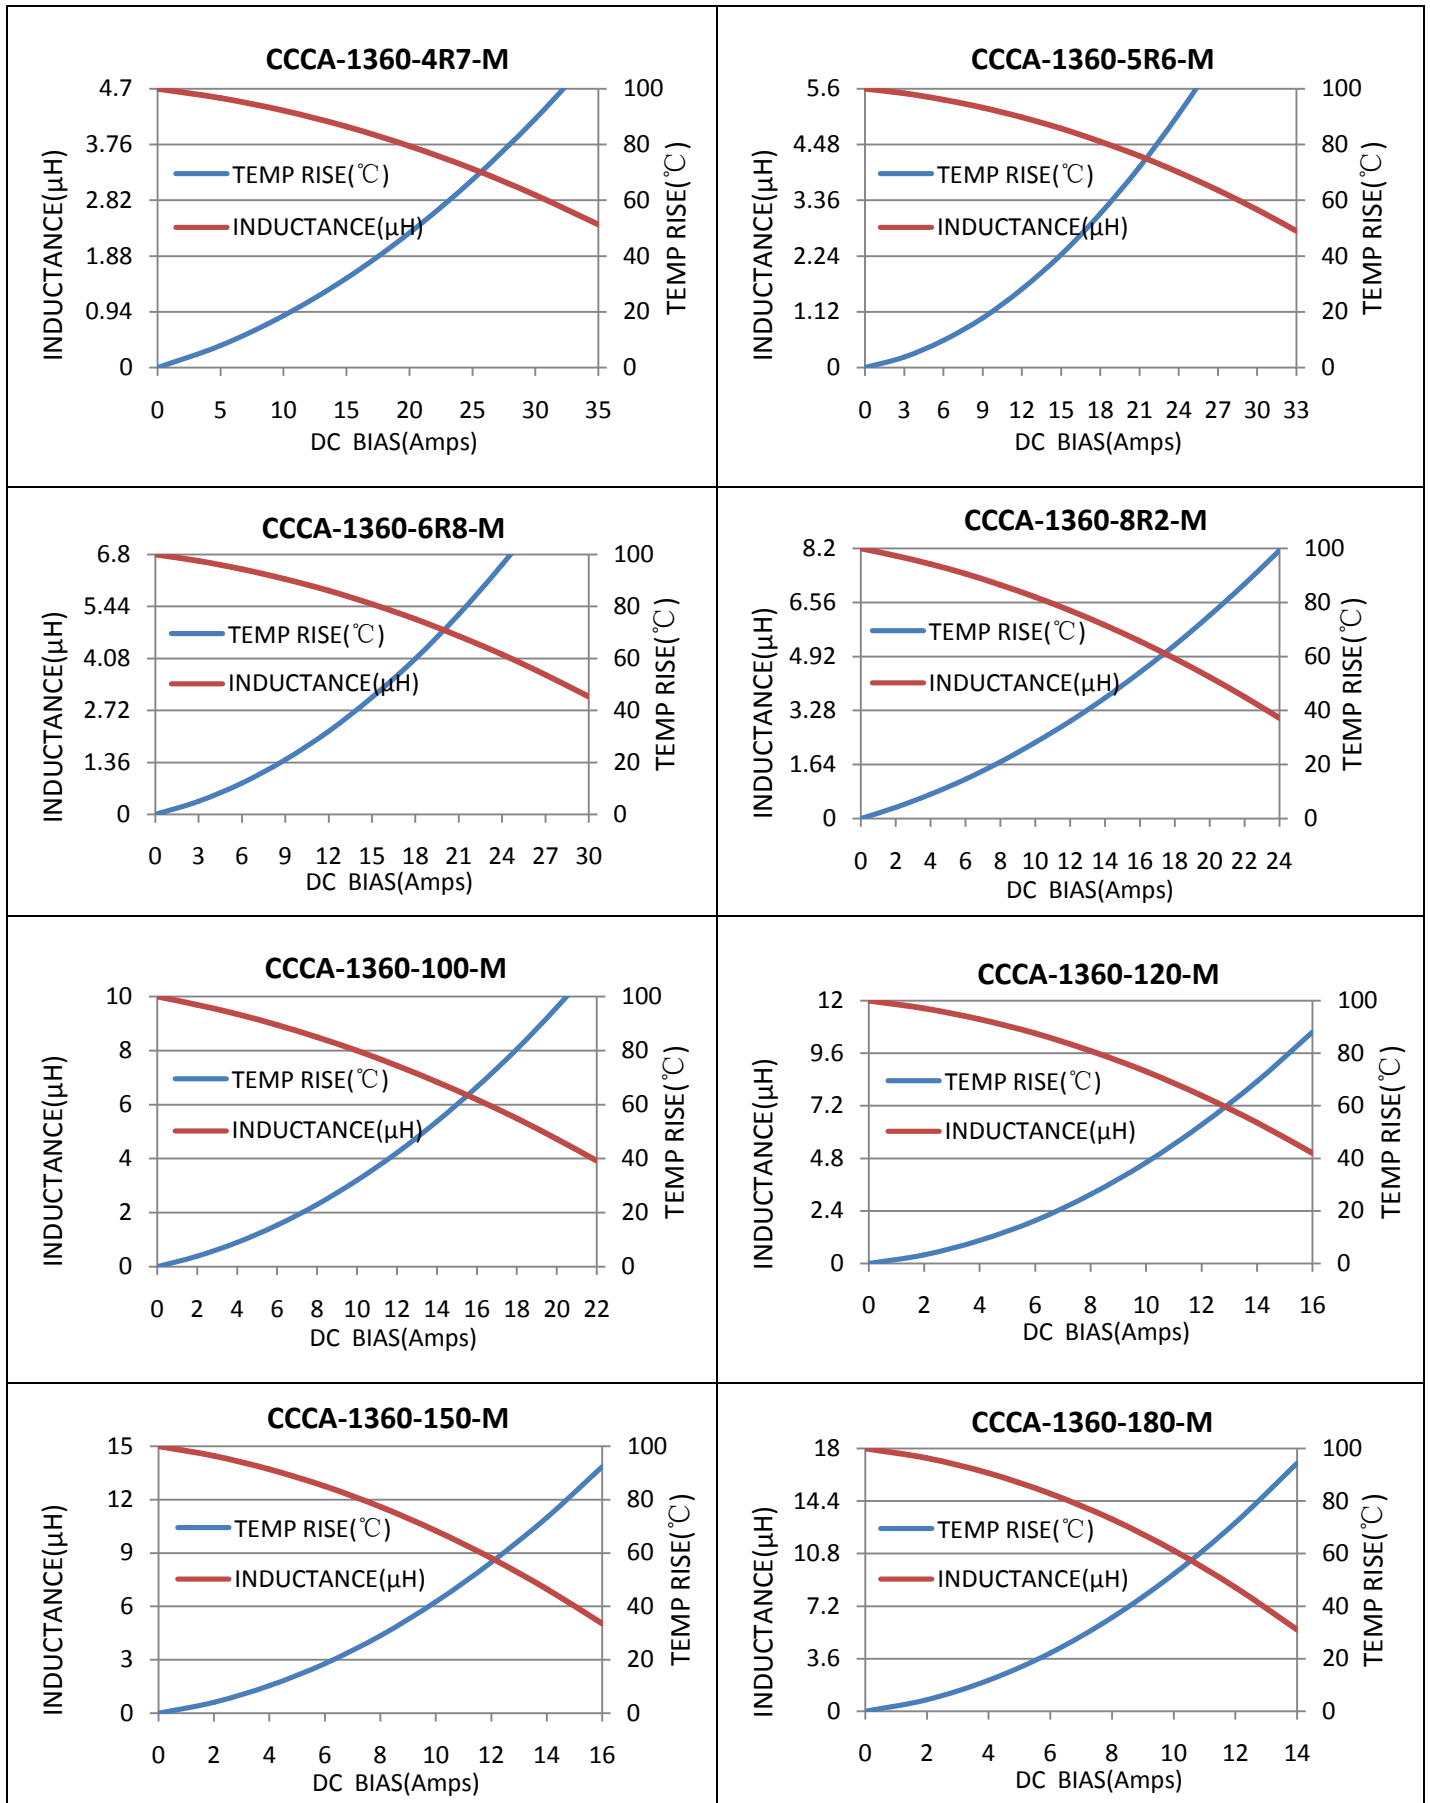 CCCA-1360-4R7-M
4.7
3.76
2.82
1.88
0.94
0
100
80
60
40
20
0
INDUCTANCE(µH)
TEMP RISE(℃)
TEMP RISE(℃)
INDUCTANCE(µH)
0 5 10 15 20 25 30 35
DC BIAS(Amps)
CCCA-1360-5R6-M
5.6
4.48
3.36
2.24
1.12
0
100
80
60
40
20
0
INDUCTANCE(µH)
TEMP RISE(℃)
TEMP RISE(℃)
INDUCTANCE(µH)
0 3 6 9 12 15 18 21 24 27 30 33
DC BIAS(Amps)
CCCA-1360-6R8-M
6.8
5.44
4.08
2.72
1.36
0
100
80
60
40
20
0
INDUCTANCE(µH)
TEMP RISE(℃)
TEMP RISE(℃)
INDUCTANCE(µH)
0 3 6 9 12 15 18 21 24 27 30
DC BIAS(Amps)
CCCA-1360-8R2-M
8.2
6.56
4.92
3.28
1.64
0
100
80
60
40
20
0
INDUCTANCE(µH)
TEMP RISE(℃)
TEMP RISE(℃)
INDUCTANCE(µH)
0 2 4 6 8 10 12 14 16 18 20 22 24
DC BIAS(Amps)
CCCA-1360-100-M
10
8
6
4
2
0
100
80
60
40
20
0
INDUCTANCE(µH)
TEMP RISE(℃)
TEMP RISE(℃)
INDUCTANCE(µH)
0 2 4 6 8 10 12 14 16 18 20 22
DC BIAS(Amps)
CCCA-1360-120-M
12
9.6
7.2
4.8
2.4
0
100
80
60
40
20
0
INDUCTANCE(µH)
TEMP RISE(℃)
TEMP RISE(℃)
INDUCTANCE(µH)
0 2 4 6 8 10 12 14 16
DC BIAS(Amps)
CCCA-1360-150-M
15
12
9
6
3
0
100
80
60
40
20
0
INDUCTANCE(µH)
TEMP RISE(℃)
TEMP RISE(℃)
INDUCTANCE(µH)
0 2 4 6 8 10 12 14 16
DC BIAS(Amps)
CCCA-1360-180-M
18
14.4
10.8
7.2
3.6
0
100
80
60
40
20
0
INDUCTANCE(µH)
TEMP RISE(℃)
TEMP RISE(℃)
INDUCTANCE(µH)
0 2 4 6 8 10 12 14
DC BIAS(Amps)